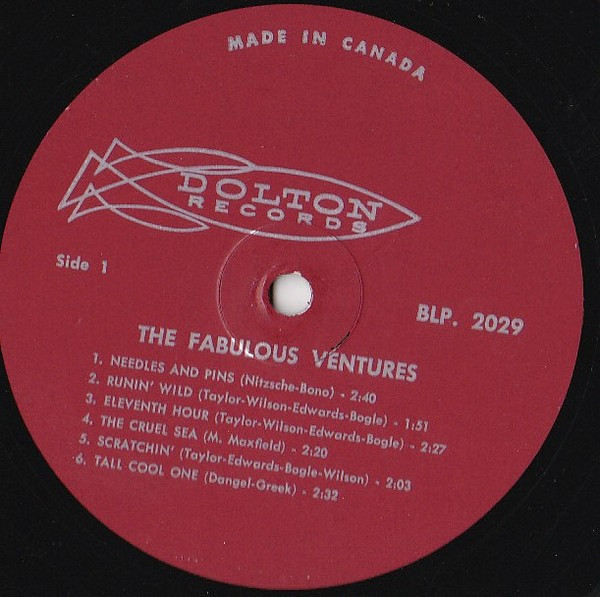 MADE IN CANADA
DOLTON
RECORDS
Side 1
BLP. 2029
THE FABULOUS VENTURES
1. NEEDLES AND PINS (Nitzsche-Bono) - 2:40
2. RUNIN' WILD (Taylor-Wilson-Edwards-Bogle) - 1:51
3. ELEVENTH HOUR (Taylor-Wilson-Edwards-Bogle) - 2:27
4. THE CRUEL SEA (M. Maxfield) - 2:20
5. SCRATCHIN' (Taylor-Edwards-Bogle-Wilson) - 2:03
6. TALL COOL ONE (Dangel-Greek) - 2:32